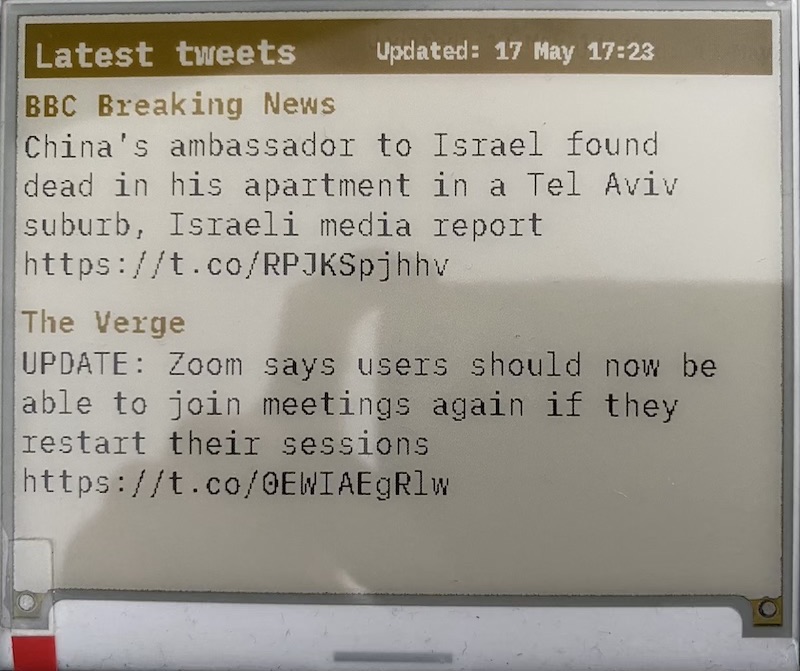 Latest tweets Updated: 17 May 17:23
BBC Breaking News
China's ambassador to Israel found
dead in his apartment in a Tel Aviv
suburb, Israeli media report
https://t.co/RPJKSpjhhv
The Verge
UPDATE: Zoom says users should now be
able to join meetings again if they
restart their sessions
https://t.co/0EWIAEgRlw